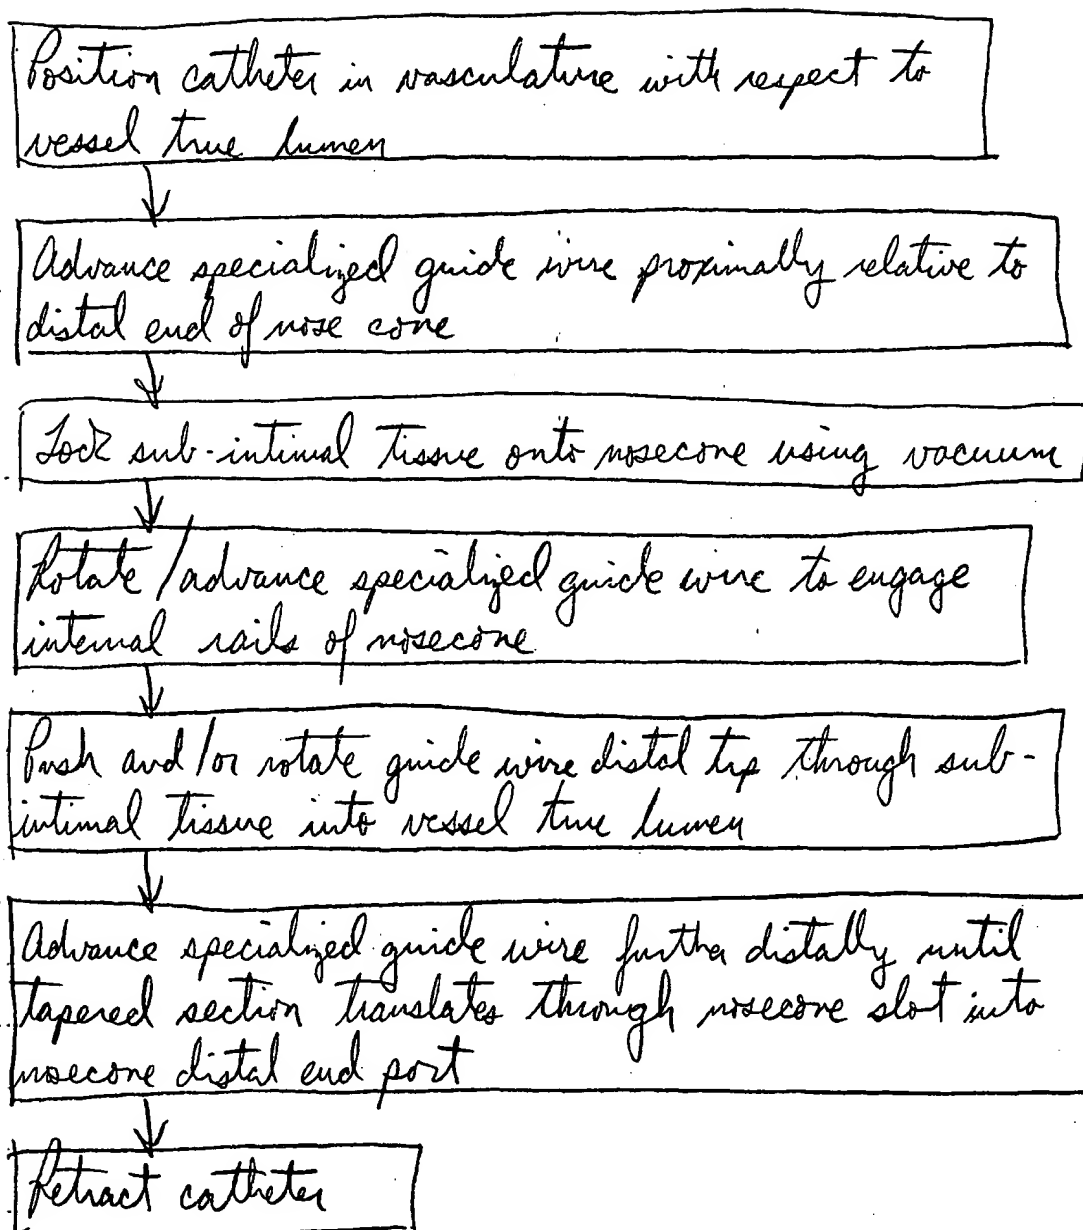 Position catheter in vasculature with respect to
vessel true lumen
Advance specialized guide wire proximally relative to
distal end of nose cone
Lock sub-intimal tissue onto nosecone using vacuum
Rotate/advance specialized guide wire to engage
internal rails of nosecone
Push and/or rotate guide wire distal tip through sub-
intimal tissue into vessel true lumen
Advance specialized guide wire further distally until
tapered section translates through nosecone slot into
nosecone distal end port
Retract catheter